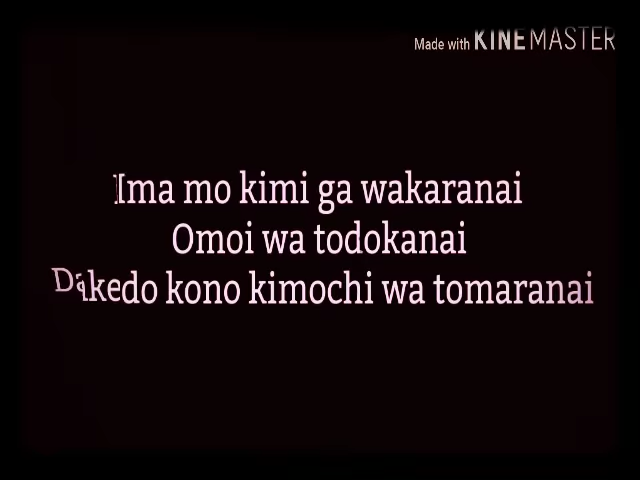 Made with KINEMASTER
Ima mo kimi ga wakaranai
Omoi wa todokanai
Dakedo kono kimochi wa tomaranai